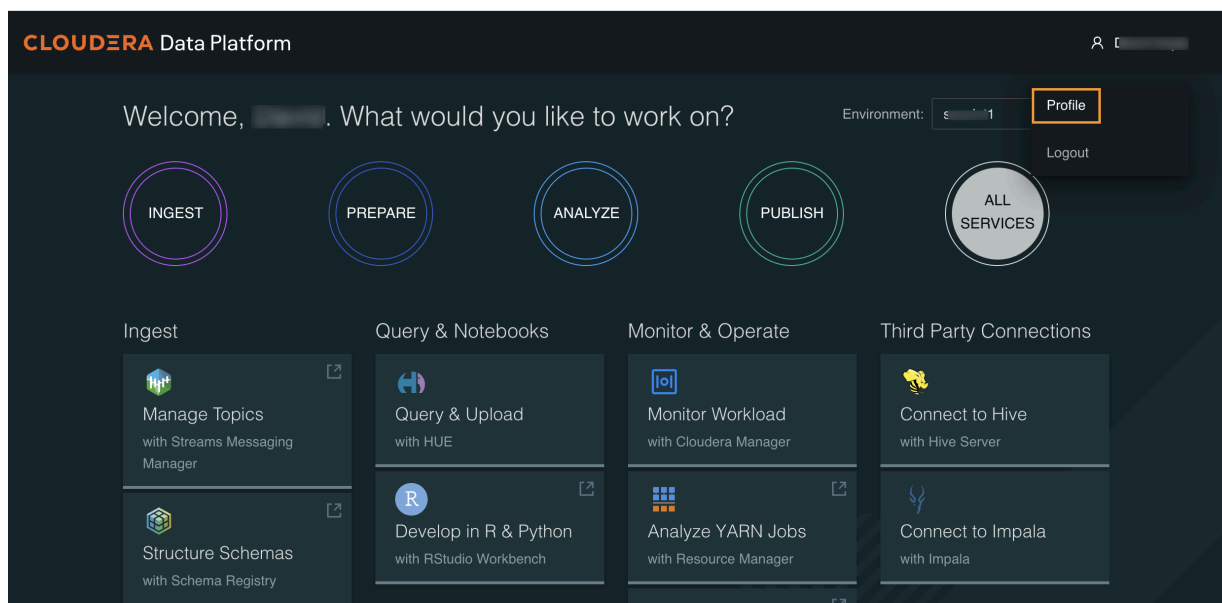 CLOUDERA Data Platform
Welcome, . What would you like to work on?
Environment:
Profile
Logout
INGEST
PREPARE
ANALYZE
PUBLISH
ALL
SERVICES
Ingest
Manage Topics
with Streams Messaging
Manager
Structure Schemas
with Schema Registry
Query & Notebooks
Query & Upload
with HUE
R
Develop in R & Python
with RStudio Workbench
Monitor & Operate
Monitor Workload
with Cloudera Manager
Analyze YARN Jobs
with Resource Manager
Third Party Connections
Connect to Hive
with Hive Server
Connect to Impala
with Impala